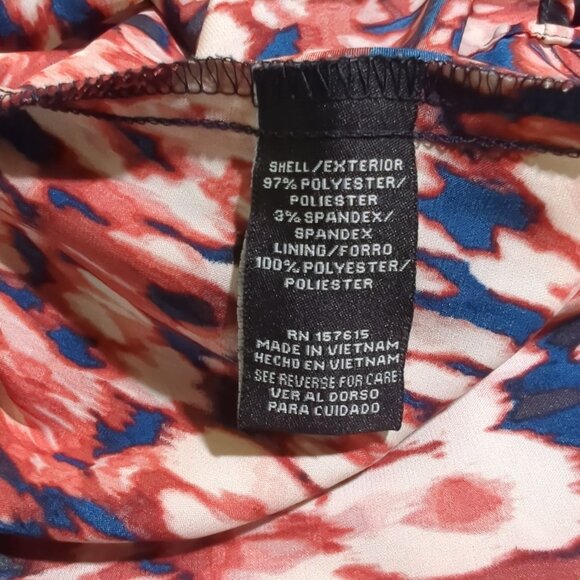 SHELL/EXTERIOR
97% POLYESTER/
POLIESTER
3% SPANDEX/
SPANDEX
LINING/FORRO
100% POLYESTER/
POLIESTER
RN 157615
MADE IN VIETNAM
HECHO EN VIETNAM
SEE REVERSE FOR CARE
VER AL DORSO
PARA CUIDADO